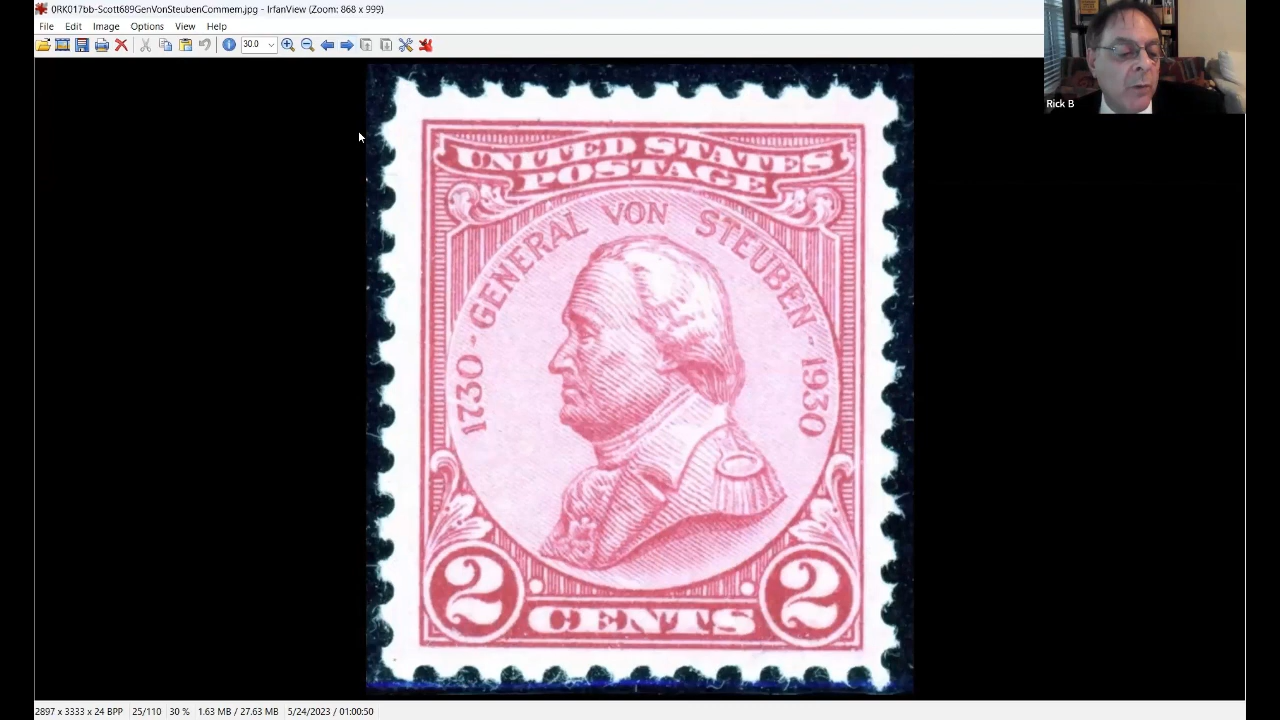 0RK017bb-Scott689GenVonSteubenCommem.jpg - IrfanView (Zoom: 868 x 999)
File Edit Image Options View Help
30.0
Rick B
UNITED STATES
POSTAGE
1730 - GENERAL VON STEUBEN - 1930
2 CENTS 2
2897 x 3333 x 24 BPP 25/110 30 % 1.63 MB / 27.63 MB 5/24/2023 / 01:00:50